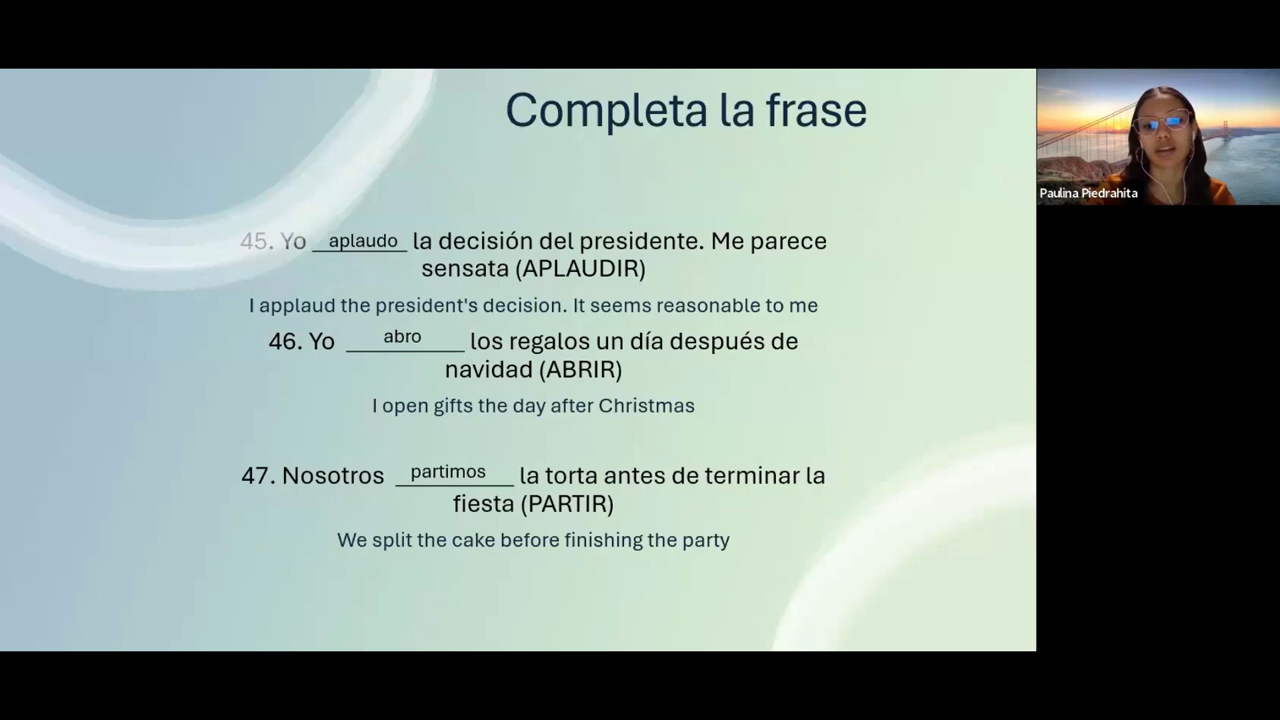 Completa la frase
Paulina Piedrahita
45. Yo aplaudo la decisión del presidente. Me parece
sensata (APLAUDIR)
I applaud the president's decision. It seems reasonable to me
46. Yo abro los regalos un día después de
navidad (ABRIR)
I open gifts the day after Christmas
47. Nosotros partimos la torta antes de terminar la
fiesta (PARTIR)
We split the cake before finishing the party